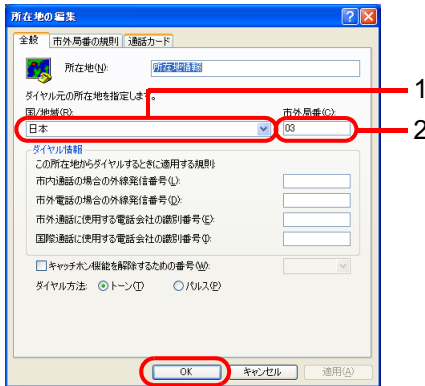 所在地の編集
全般 市外局番の規則 通話カード
所在地(N): 所在地情報
ダイヤル元の所在地を指定します。
国/地域(R): 市外局番(C):
日本 03
1
2
ダイヤル情報
この所在地からダイヤルするときに適用する規則:
市内通話の場合の外線発信番号(L):
市外電話の場合の外線発信番号(D):
市外通話に使用する電話会社の識別番号(E):
国際通話に使用する電話会社の識別番号(I):
キャッチホン機能を解除するための番号(W):
ダイヤル方法: トーン(T) パルス(P)
OK キャンセル 適用(A)